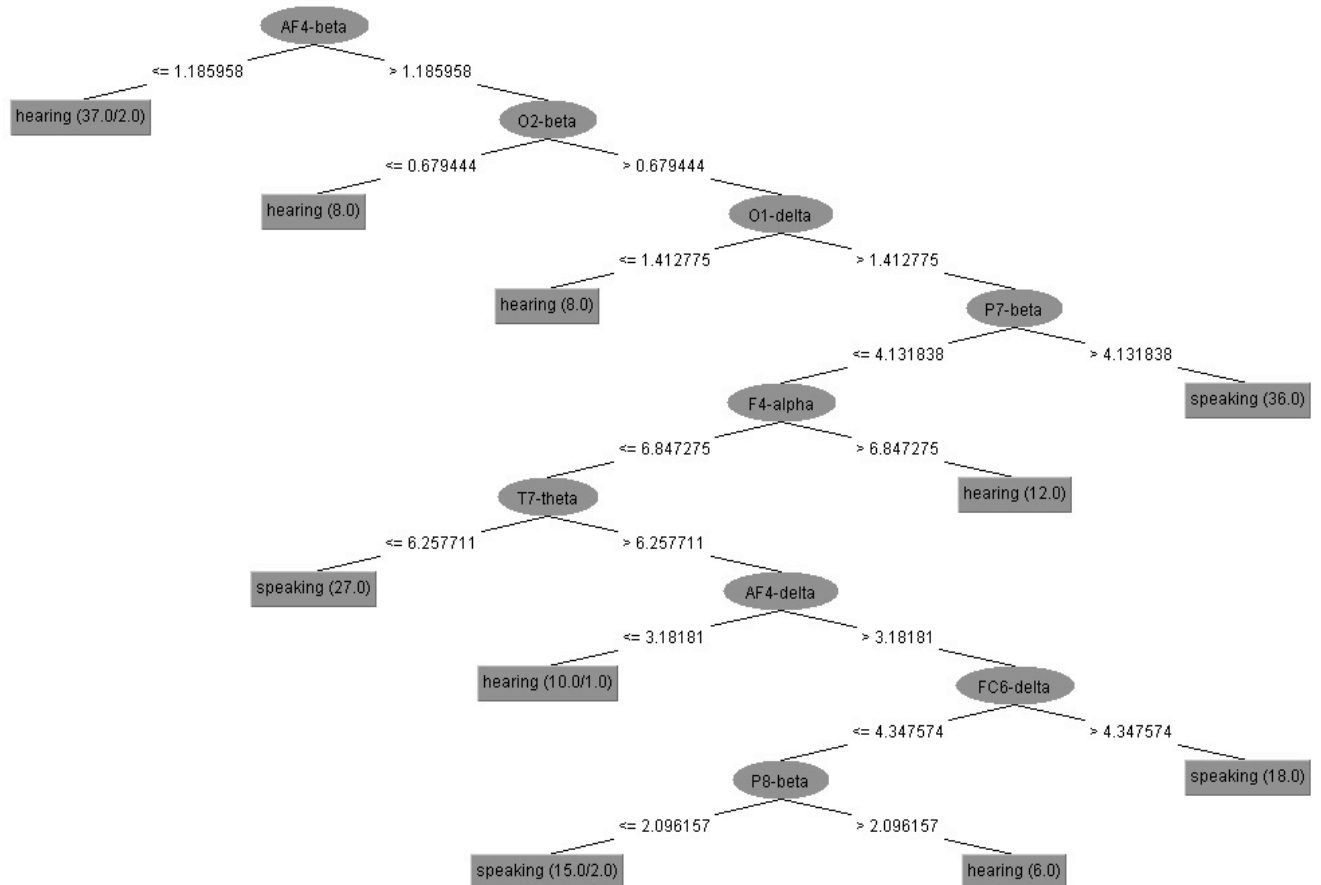 AF4-beta
<= 1.185958
> 1.185958
hearing (37.0/2.0)
O2-beta
<= 0.679444
> 0.679444
hearing (8.0)
O1-delta
<= 1.412775
> 1.412775
hearing (8.0)
P7-beta
<= 4.131838
> 4.131838
F4-alpha
speaking (36.0)
<= 6.847275
> 6.847275
T7-theta
hearing (12.0)
<= 6.257711
> 6.257711
speaking (27.0)
AF4-delta
<= 3.18181
> 3.18181
hearing (10.0/1.0)
FC6-delta
<= 4.347574
> 4.347574
P8-beta
speaking (18.0)
<= 2.096157
> 2.096157
speaking (15.0/2.0)
hearing (6.0)